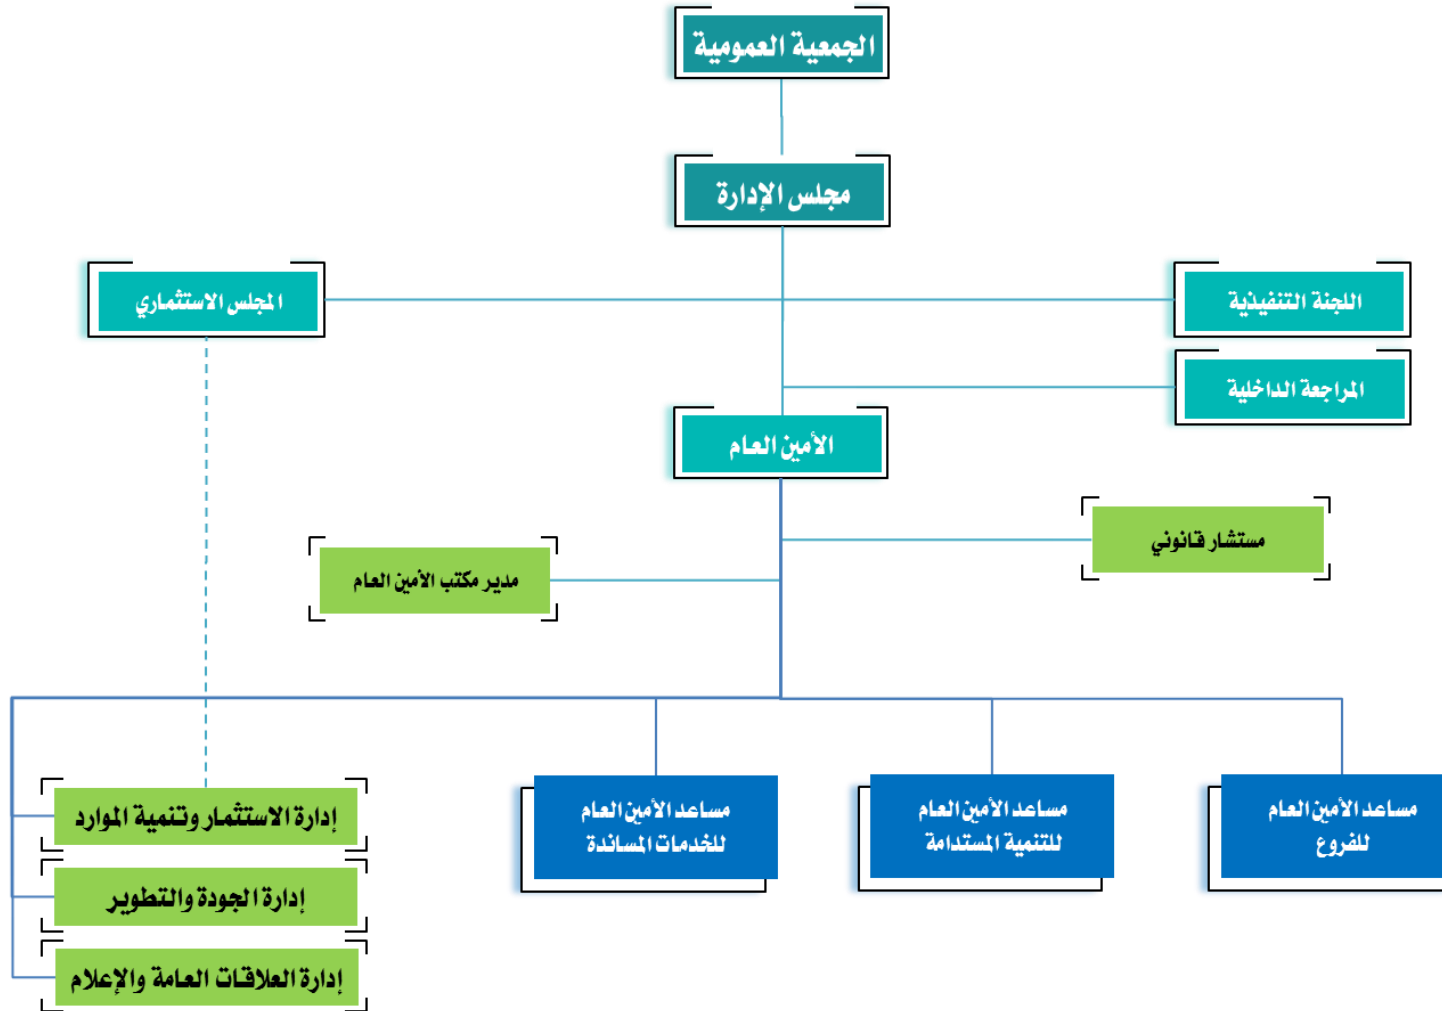 الجمعية العمومية
مجلس الإدارة
اللجنة التنفيذية
المجلس الاستثماري
المراجعة الداخلية
الأمين العام
مستشار قانوني
مدير مكتب الأمين العام
مساعد الأمين العام
للفروع
مساعد الأمين العام
للتنمية المستدامة
مساعد الأمين العام
للخدمات المساندة
إدارة الاستثمار وتنمية الموارد
إدارة الجودة والتطوير
إدارة العلاقات العامة والإعلام